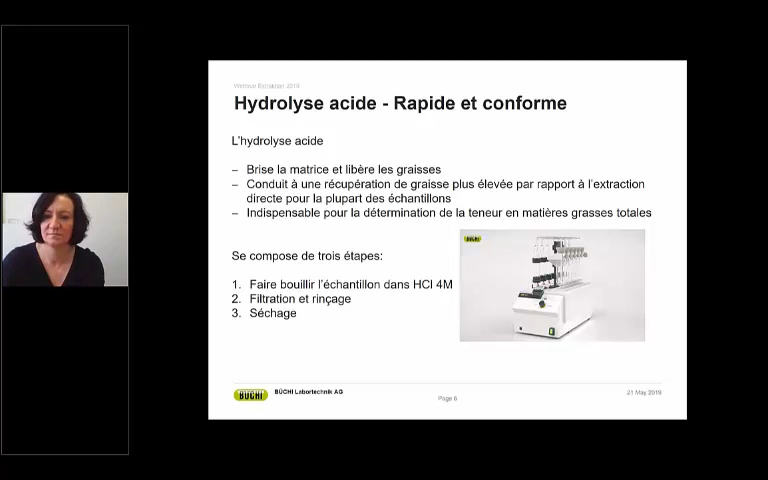 Webinar Extraktion 2019
Hydrolyse acide - Rapide et conforme
L'hydrolyse acide
– Brise la matrice et libère les graisses
– Conduit à une récupération de graisse plus élevée par rapport à l'extraction
directe pour la plupart des échantillons
– Indispensable pour la détermination de la teneur en matières grasses totales
BÜCHI
Se compose de trois étapes:
1. Faire bouillir l'échantillon dans HCl 4M
2. Filtration et rinçage
3. Séchage
BÜCHI
BÜCHI Labortechnik AG
Page 6
21 May 2019